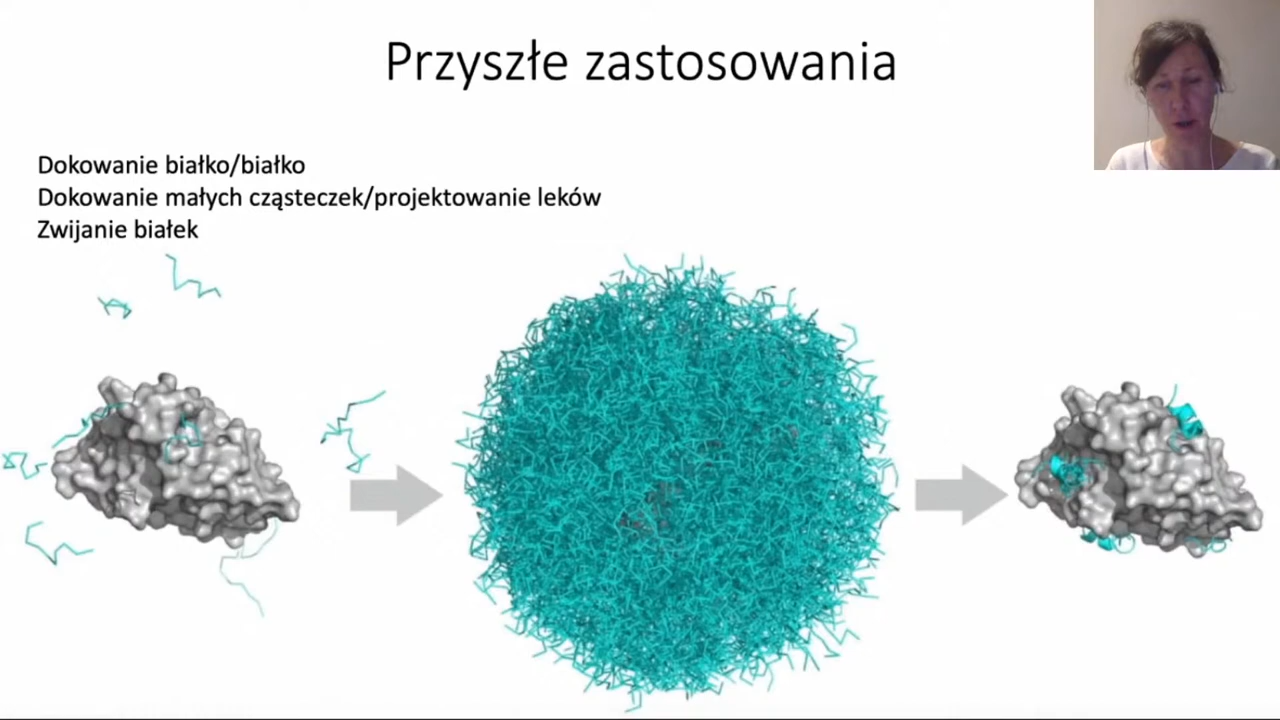 Przyszłe zastosowania
Dokowanie białko/białko
Dokowanie małych cząsteczek/projektowanie leków
Zwijanie białek